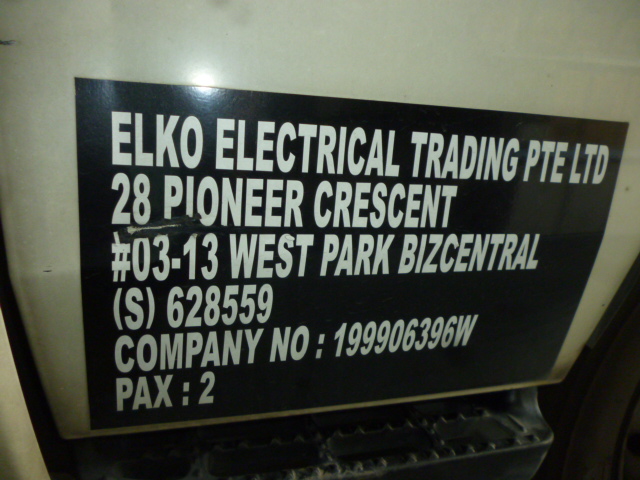 ELKO ELECTRICAL TRADING PTE LTD
28 PIONEER CRESCENT
#03-13 WEST PARK BIZCENTRAL
(S) 628559
COMPANY NO : 199906396W
PAX : 2